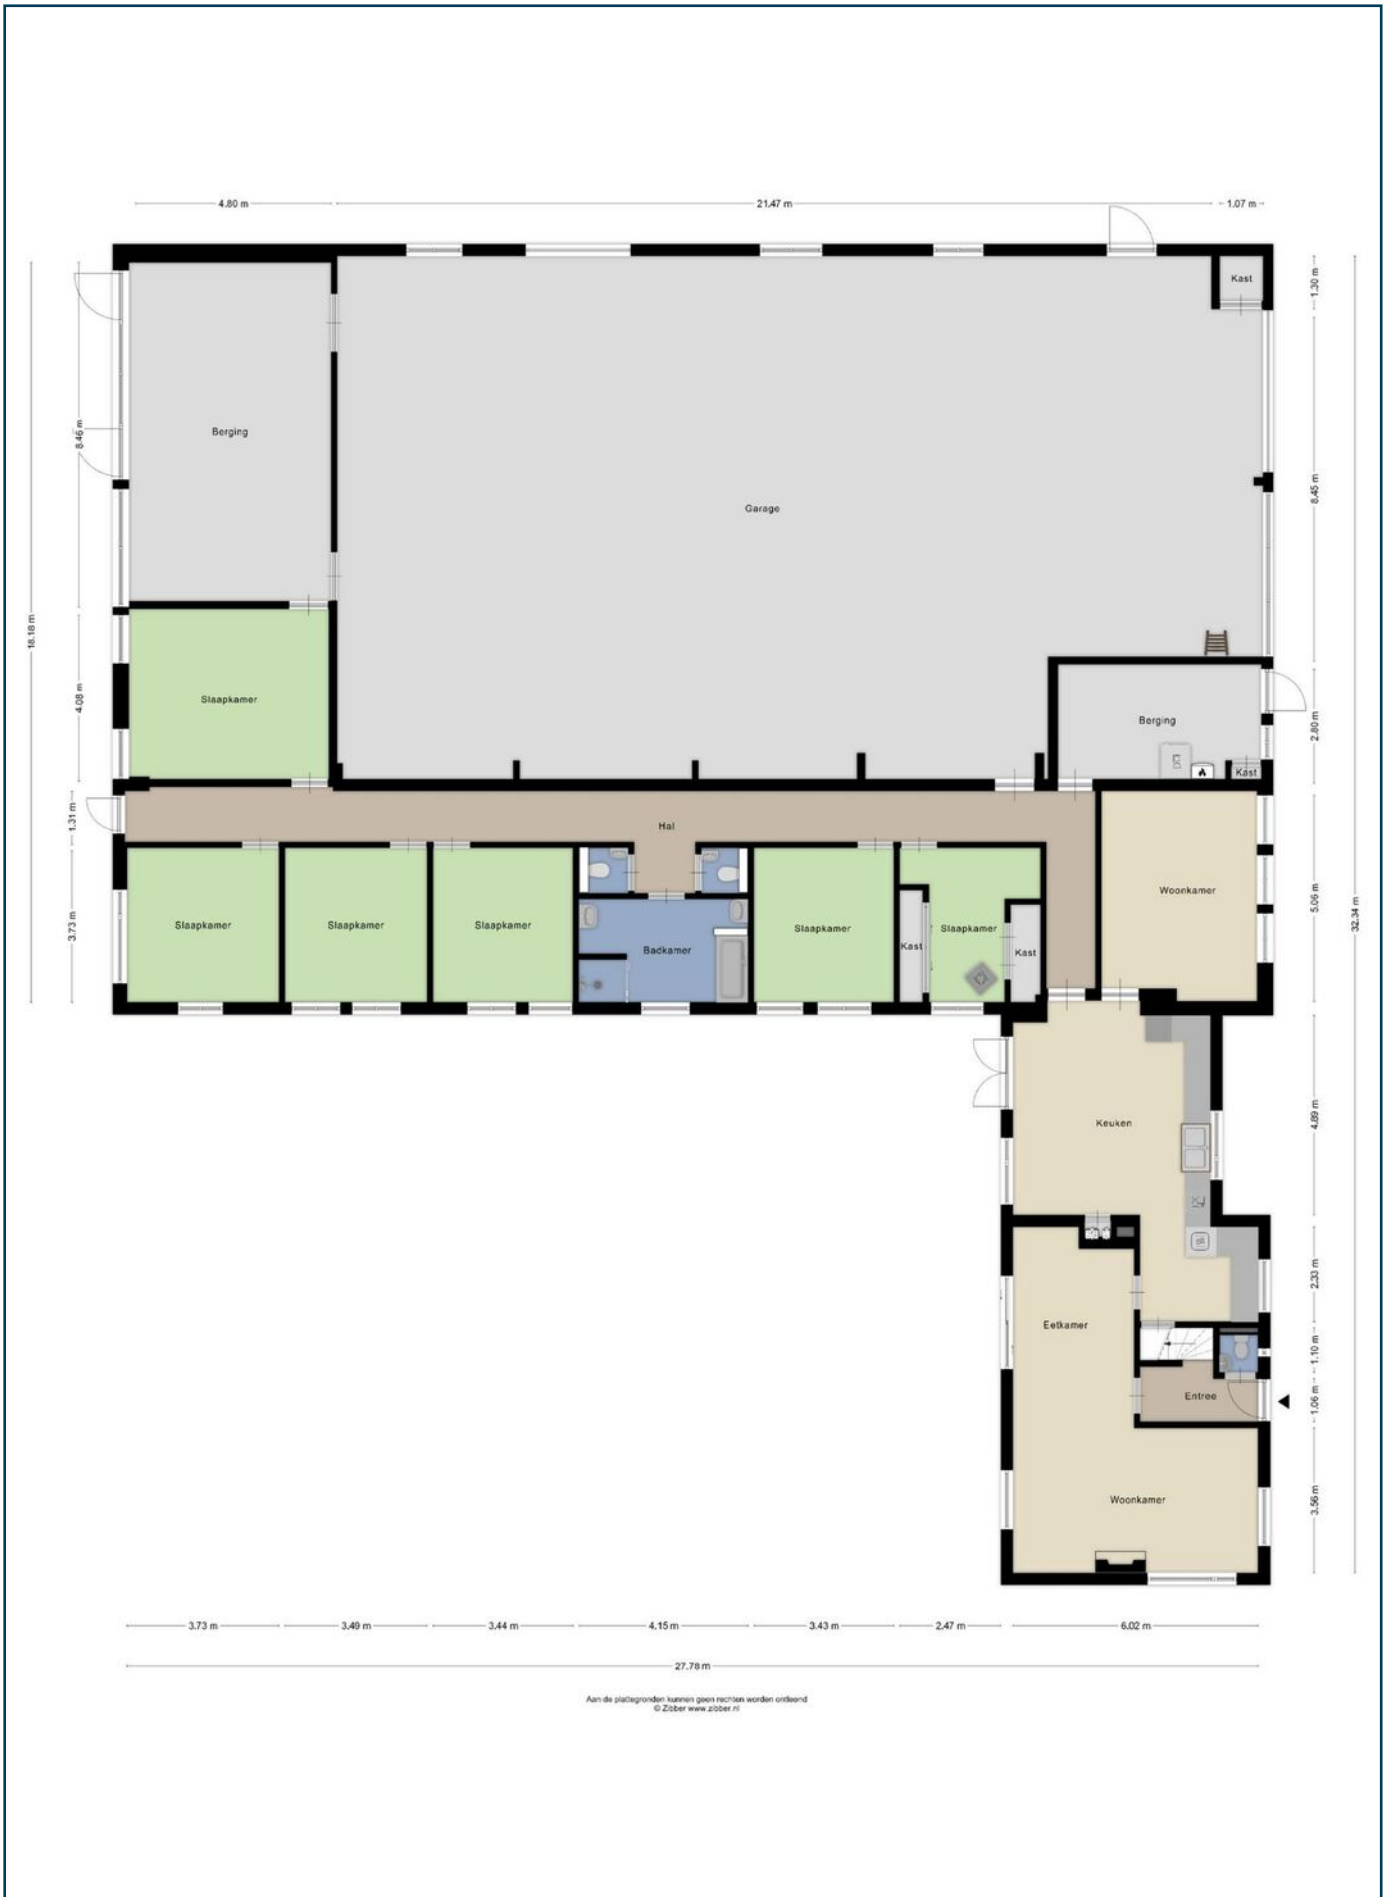 4.80 m
21.47 m
1.07 m
Kast
1.30 m
Berging
8.46 m
8.45 m
Garage
18.18 m
Slaapkamer
4.08 m
Berging
2.80 m
Kast
1.31 m
Hal
Woonkamer
5.06 m
32.34 m
3.73 m
Slaapkamer
Slaapkamer
Slaapkamer
Badkamer
Slaapkamer
Kast
Slaapkamer
Kast
Keuken
4.89 m
2.33 m
Eetkamer
1.10 m
Entree
1.06 m
Woonkamer
3.56 m
3.73 m
3.49 m
3.44 m
4.15 m
3.43 m
2.47 m
6.02 m
27.78 m
Aan de plattegronden kunnen geen rechten worden ontleend
© Zibber www.zibber.nl